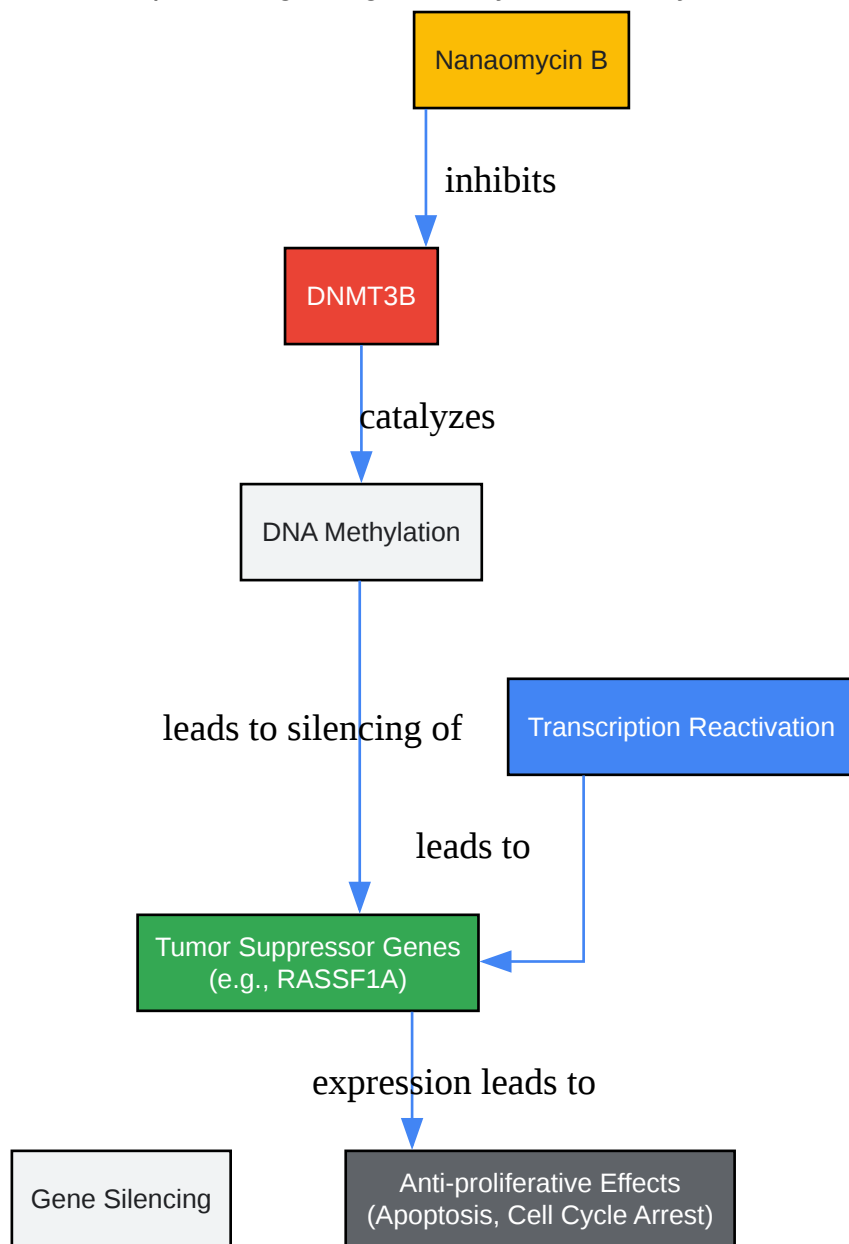 Nanaomycin B
inhibits
DNMT3B
catalyzes
DNA Methylation
leads to silencing of
Transcription Reactivation
leads to
Tumor Suppressor Genes
(e.g., RASSF1A)
expression leads to
Gene Silencing
Anti-proliferative Effects
(Apoptosis, Cell Cycle Arrest)